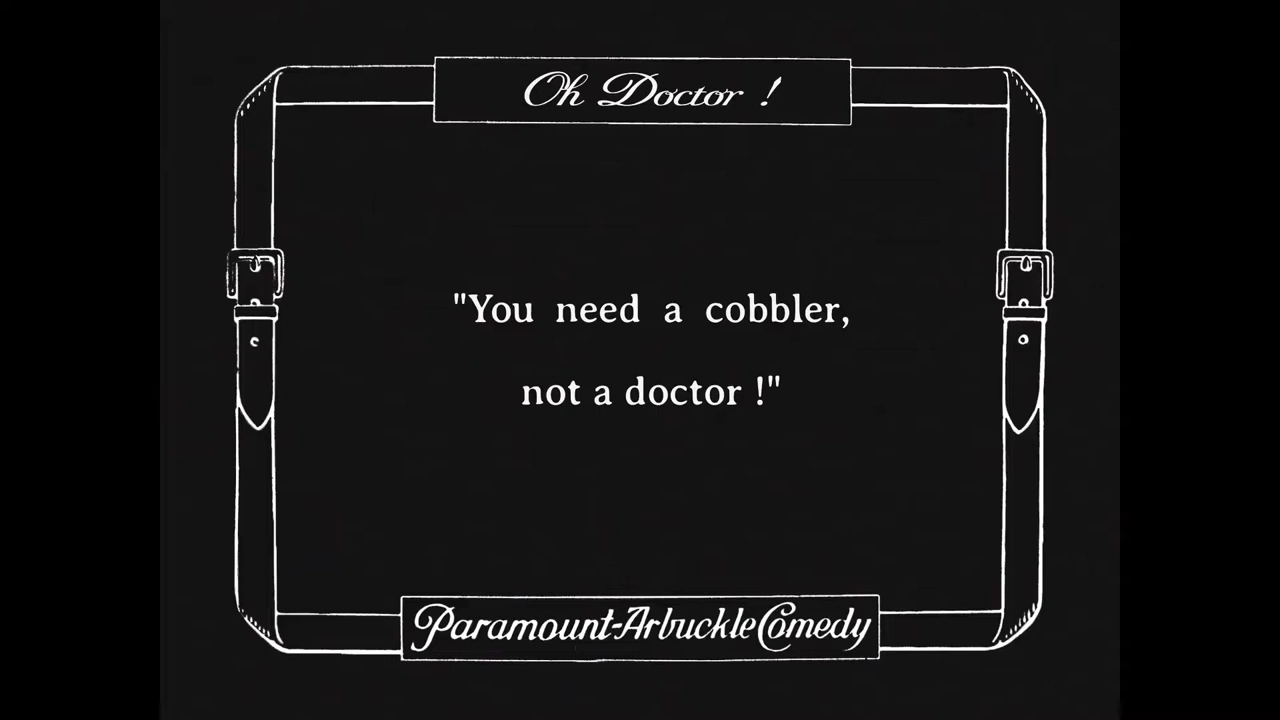 Oh Doctor !
"You need a cobbler,
not a doctor !"
Paramount-Arbuckle Comedy